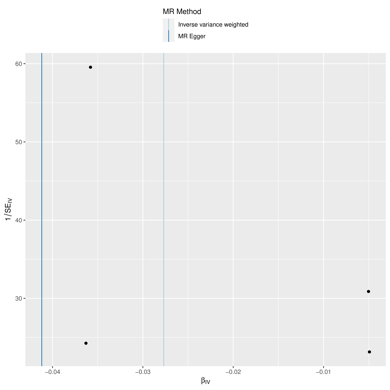 MR Method
Inverse variance weighted
MR Egger
60
50
40
30
1/SE_IV
−0.04
−0.03
−0.02
−0.01
β_IV